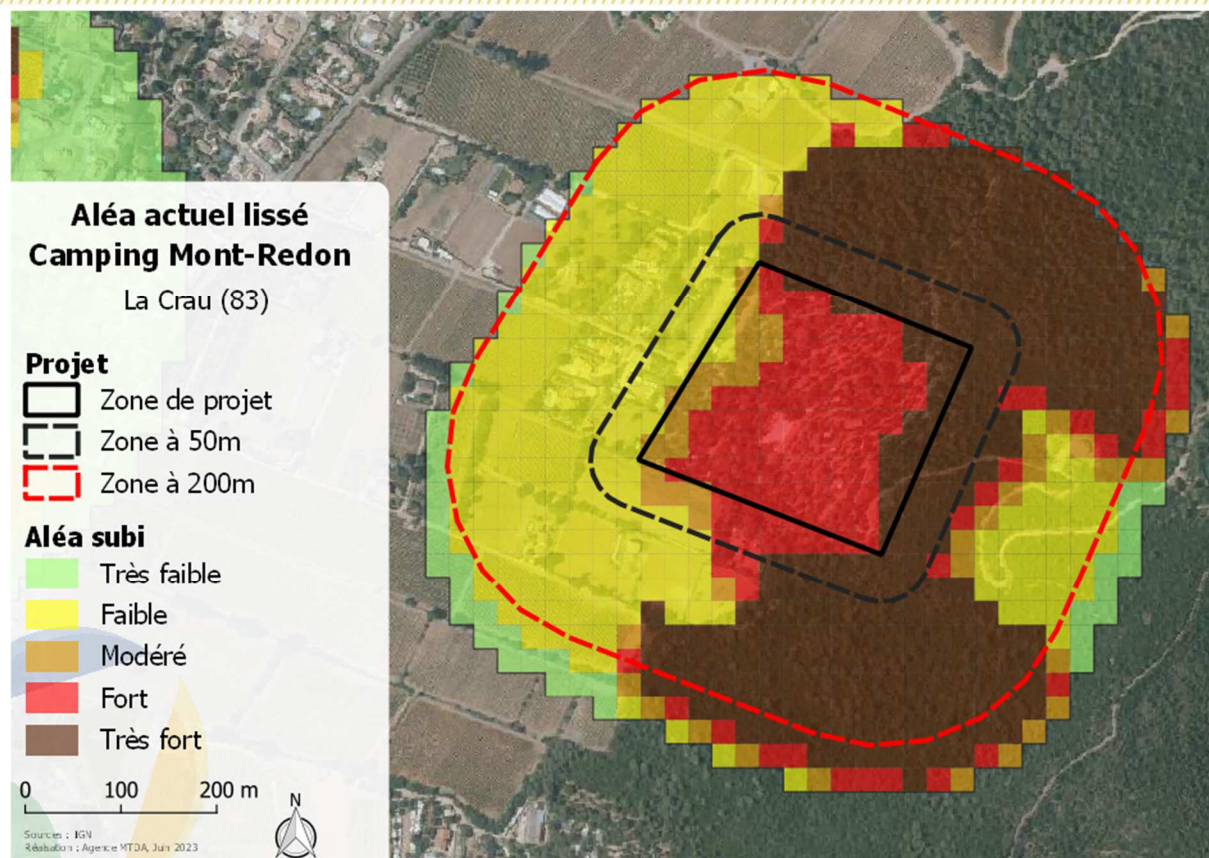 Aléa actuel lissé
Camping Mont-Redon
La Crau (83)
Projet
Zone de projet
Zone à 50m
Zone à 200m
Aléa subi
Très faible
Faible
Modéré
Fort
Très fort
0 100 200 m
N
Sources : IGN
Réalisation : Agence MTDA, Juin 2023